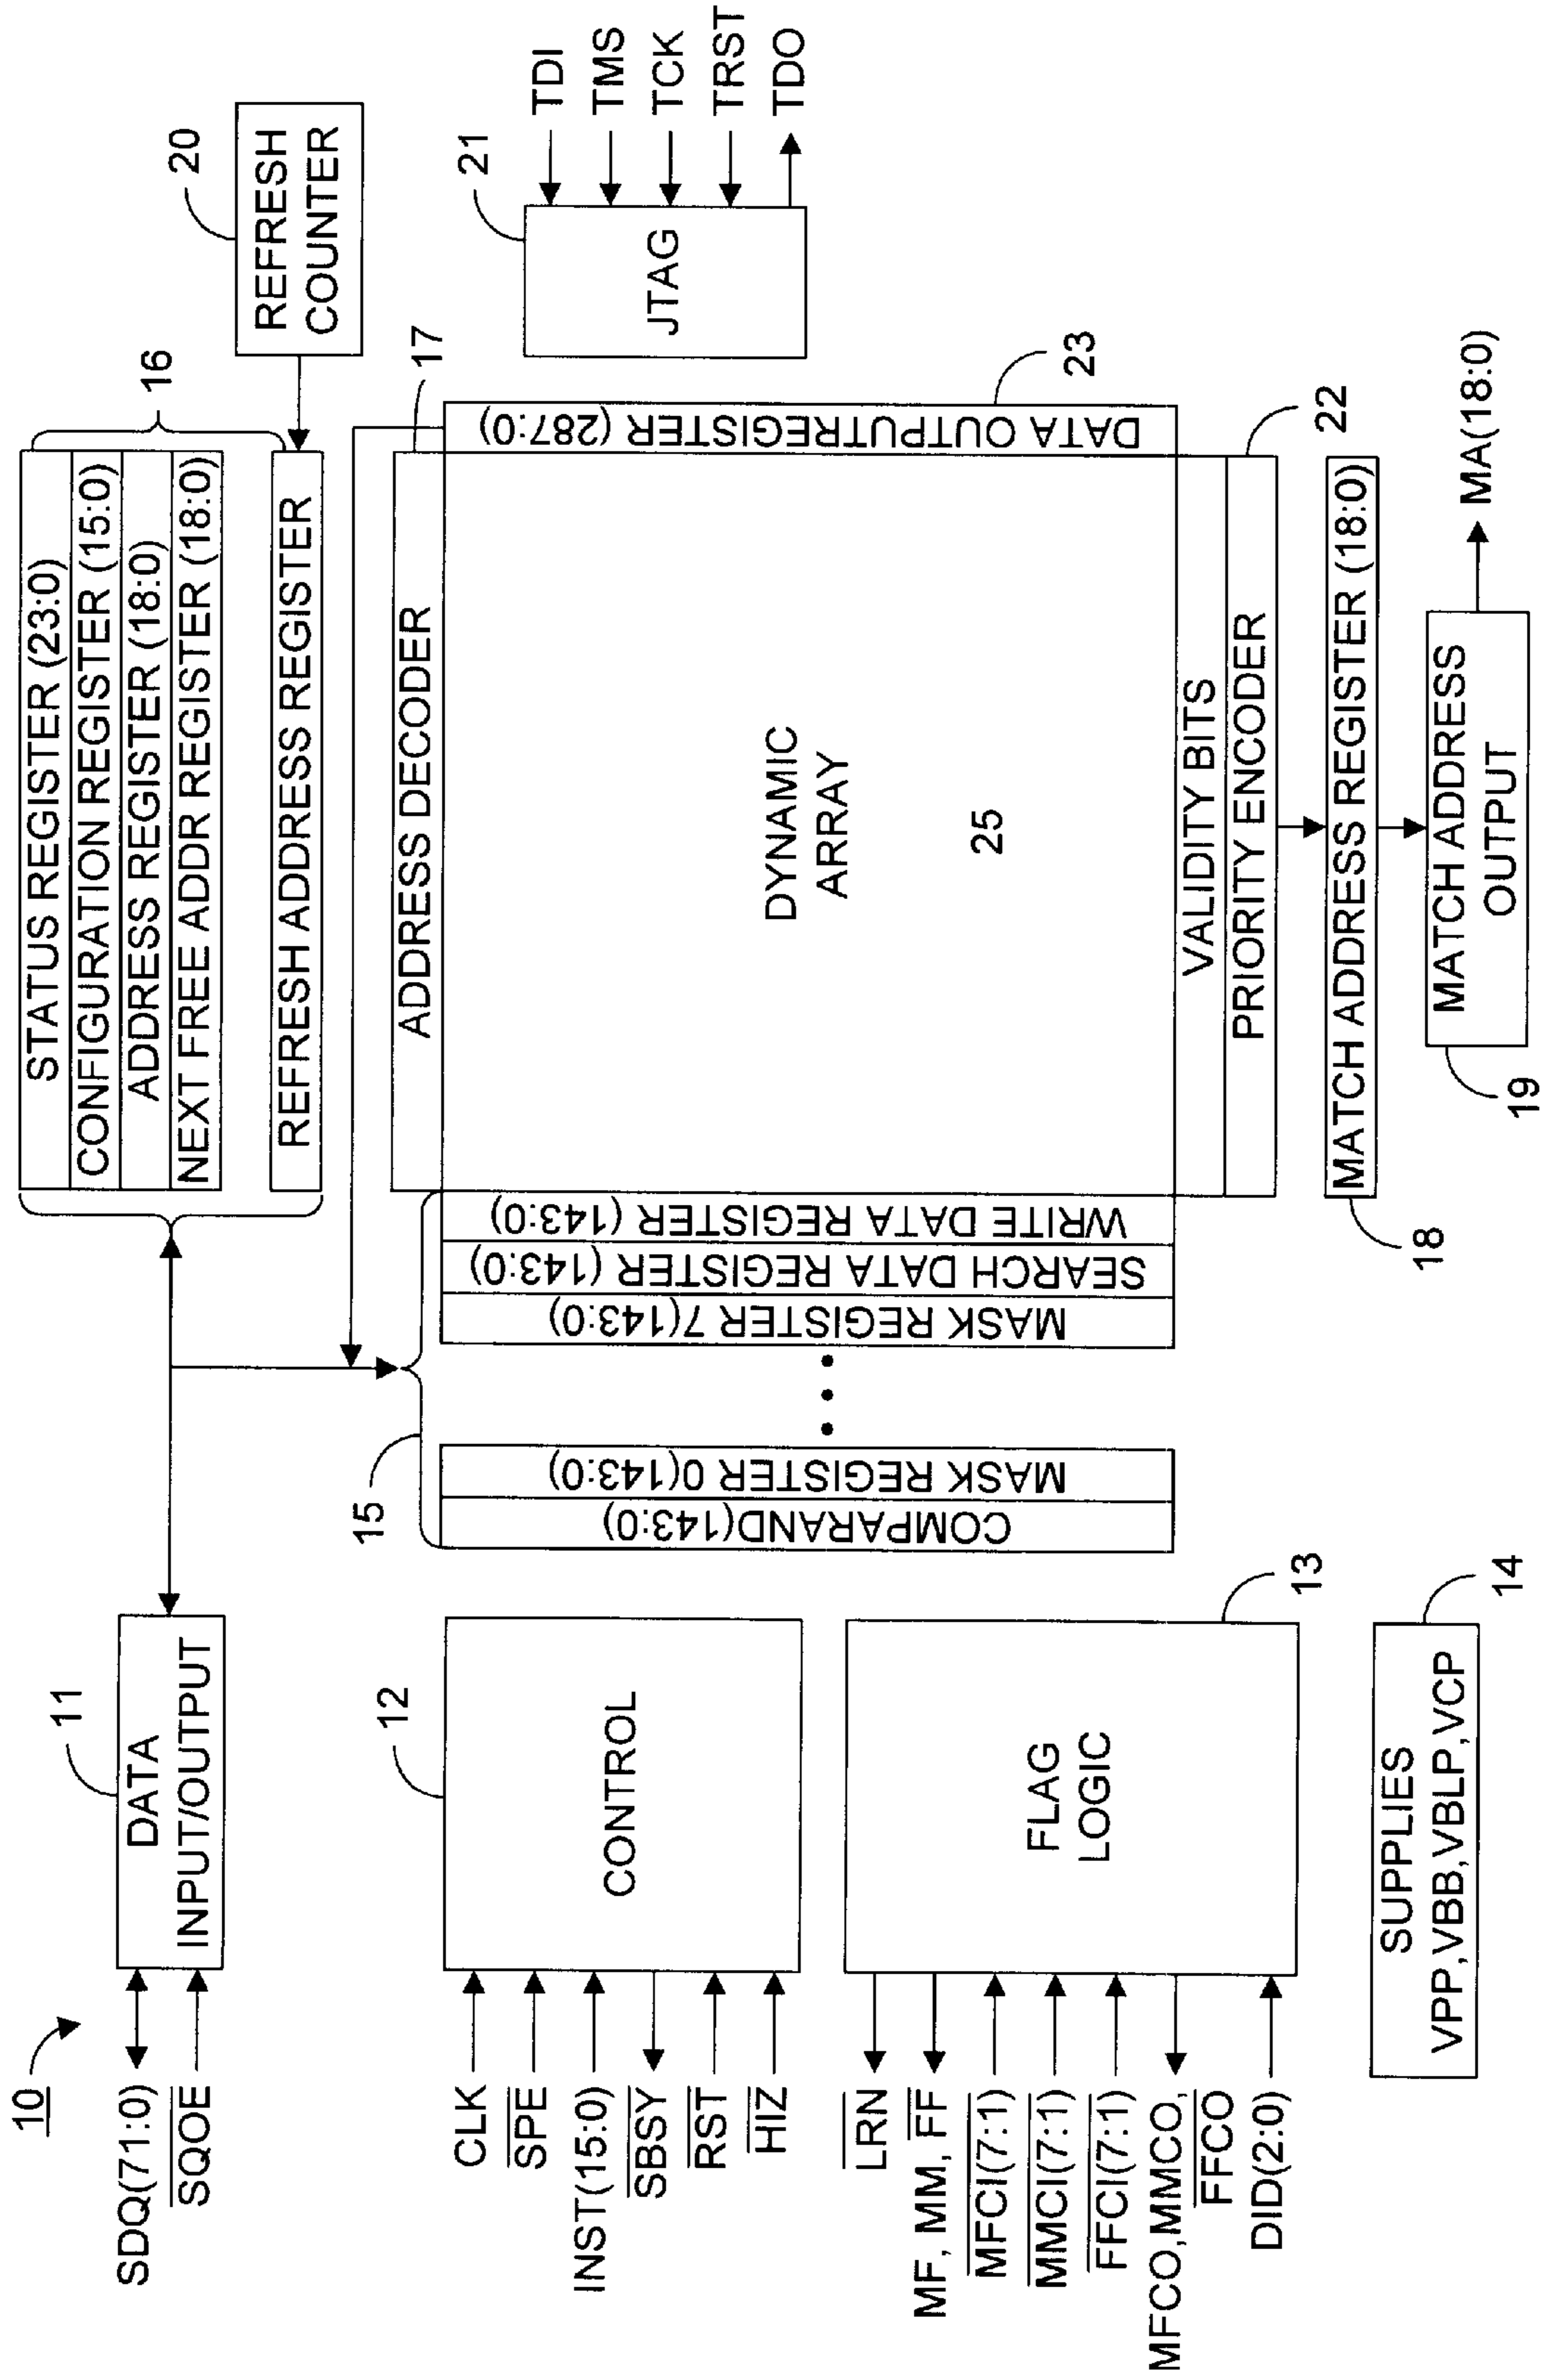 10
SDQ(71:0)
SQOE
11
DATA
INPUT/OUTPUT
STATUS REGISTER (23:0)
CONFIGURATION REGISTER (15:0)
ADDRESS REGISTER (18:0)
NEXT FREE ADDR REGISTER (18:0)
REFRESH ADDRESS REGISTER
16
20
REFRESH
COUNTER
CLK
SPE
INST(15:0)
SBSY
RST
HIZ
12
CONTROL
15
COMPARAND(143:0)
MASK REGISTER 0(143:0)
• • •
MASK REGISTER 7(143:0)
SEARCH DATA REGISTER (143:0)
WRITE DATA REGISTER (143:0)
ADDRESS DECODER
17
DYNAMIC
ARRAY
25
DATA OUTPUTREGISTER (287:0)
23
VALIDITY BITS
PRIORITY ENCODER
22
21
JTAG
TDI
TMS
TCK
TRST
TDO
LRN
MF, MM, FF
MFCI(7:1)
MMCI(7:1)
FFCI(7:1)
MFCO,MMCO,
FFCO
DID(2:0)
FLAG
LOGIC
13
SUPPLIES
VPP,VBB,VBLP,VCP
14
18
MATCH ADDRESS REGISTER (18:0)
19
MATCH ADDRESS
OUTPUT
MA(18:0)